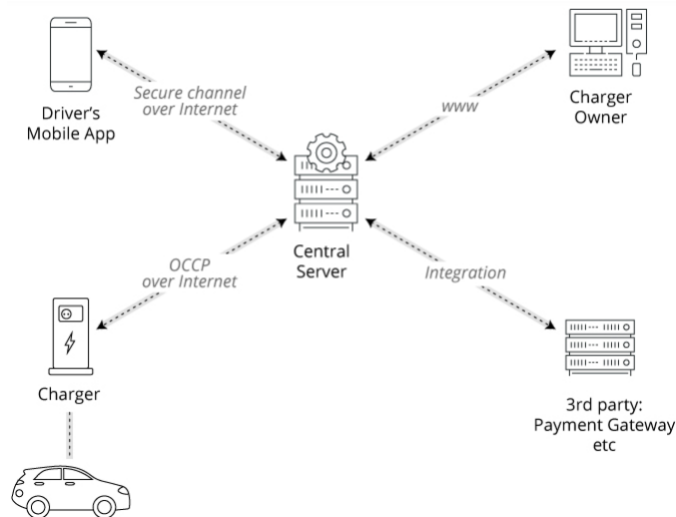 Driver's
Mobile App
Secure channel
over Internet
www
Charger
Owner
Central
Server
OCCP
over Internet
Integration
Charger
3rd party:
Payment Gateway
etc